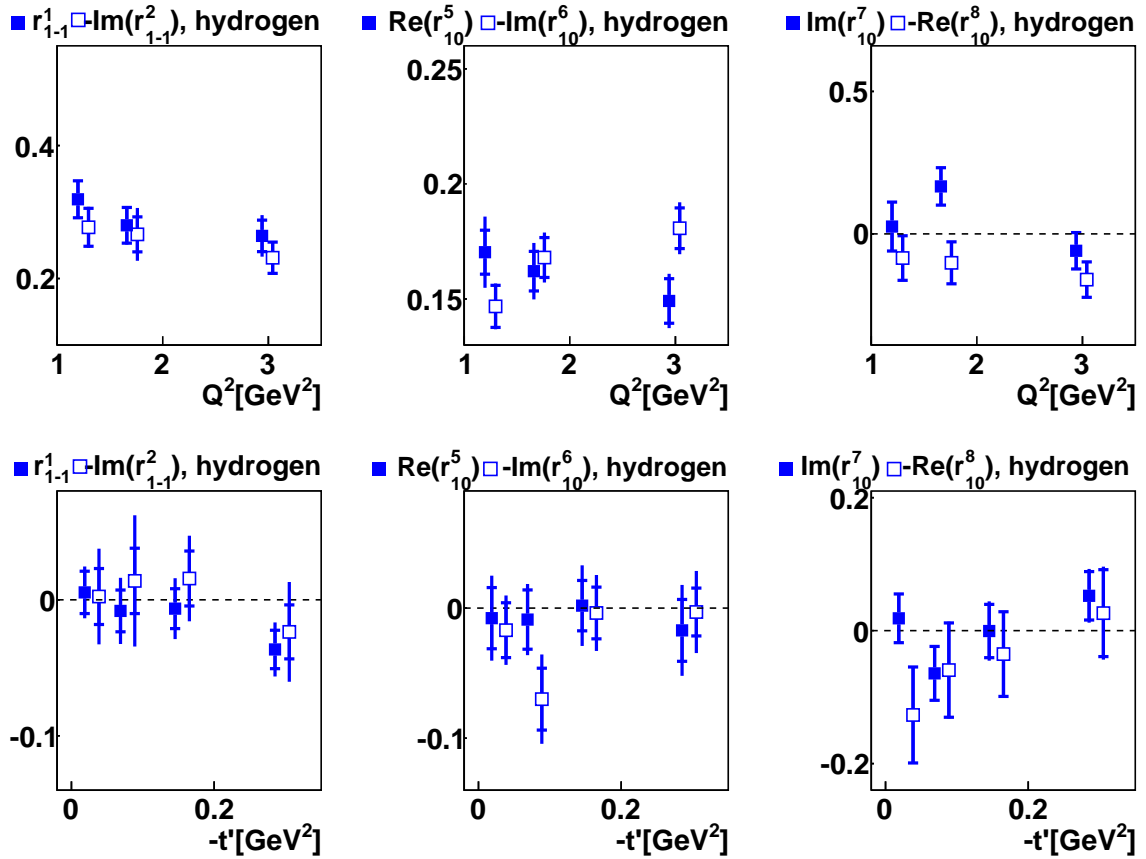 ■ r¹₁₋₁ □-Im(r²₁₋₁), hydrogen
0.4
0.2
1 2 3
Q²[GeV²]
■ Re(r⁵₁₀) □-Im(r⁶₁₀), hydrogen
0.25
0.2
0.15
1 2 3
Q²[GeV²]
■ Im(r⁷₁₀) □-Re(r⁸₁₀), hydrogen
0.5
0
1 2 3
Q²[GeV²]
■ r¹₁₋₁ □-Im(r²₁₋₁), hydrogen
0
-0.1
0 0.2
-t'[GeV²]
■ Re(r⁵₁₀) □-Im(r⁶₁₀), hydrogen
0
-0.1
0 0.2
-t'[GeV²]
■ Im(r⁷₁₀) □-Re(r⁸₁₀), hydrogen
0.2
0
-0.2
0 0.2
-t'[GeV²]